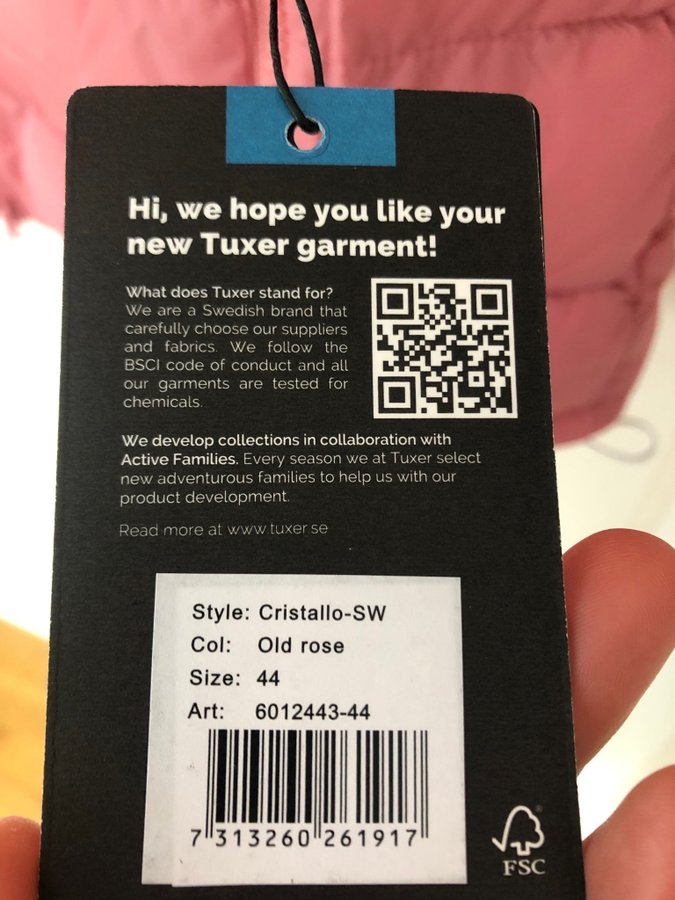 Hi, we hope you like your
new Tuxer garment!
What does Tuxer stand for?
We are a Swedish brand that
carefully choose our suppliers
and fabrics. We follow the
BSCI code of conduct and all
our garments are tested for
chemicals.
We develop collections in collaboration with
Active Families. Every season we at Tuxer select
new adventurous families to help us with our
product development.
Read more at www.tuxer.se
Style: Cristallo-SW
Col: Old rose
Size: 44
Art: 6012443-44
7 313260 261917
FSC